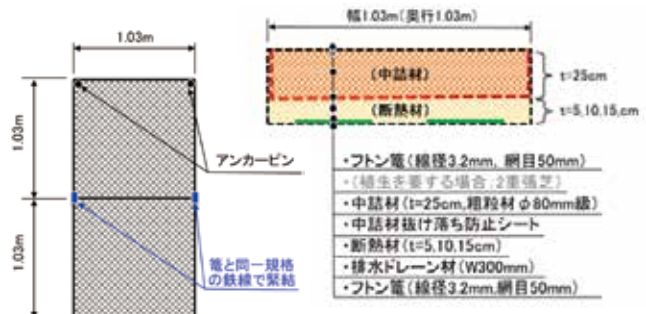 1.03m
1.03m
1.03m
アンカーピン
篭と同一規格
の鉄線で緊結
幅1.03m(奥行1.03m)
(中詰材)
(断熱材)
t=25cm
t=5,10,15,cm
・フトン篭(線径3.2mm, 網目50mm)
・(植生を要する場合, 2重張芝)
・中詰材(t=25cm,粗粒材 φ80mm級)
・中詰材抜け落ち防止シート
・断熱材(t=5,10,15cm)
・排水ドレーン材(W300mm)
・フトン篭(線径3.2mm,網目50mm)